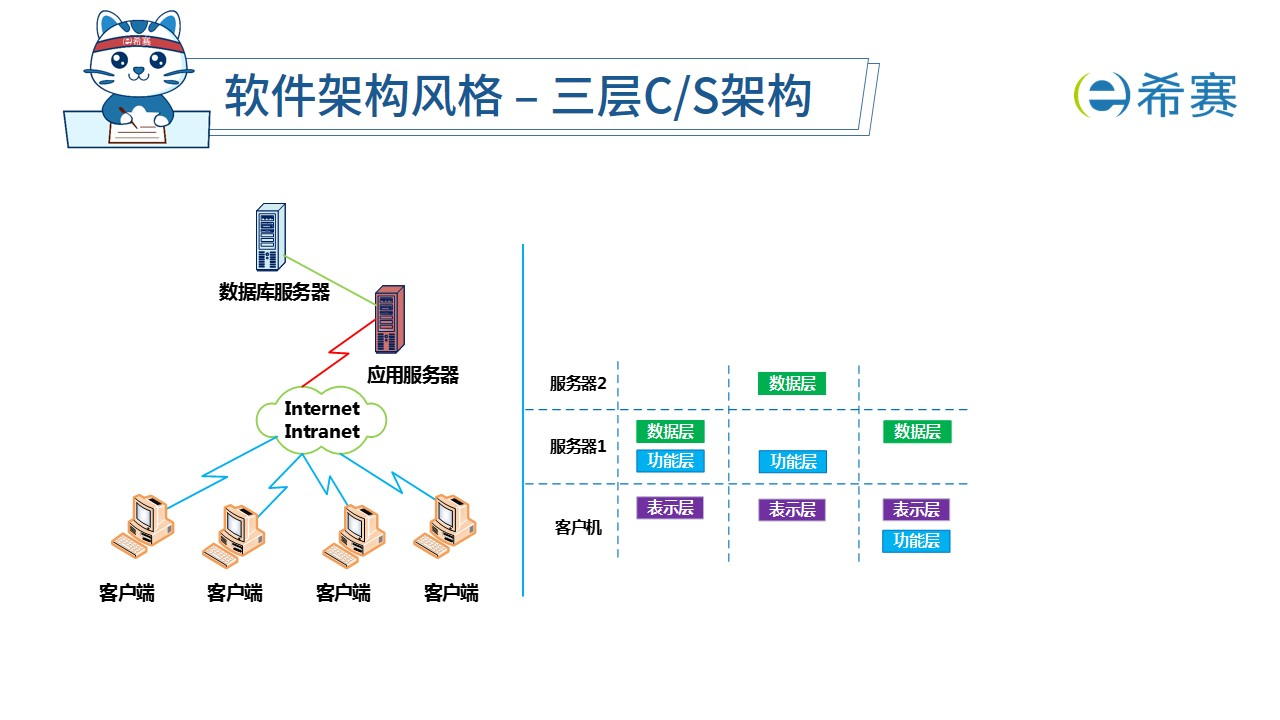 希赛
软件架构风格 – 三层C/S架构
希赛
数据库服务器
应用服务器
Internet
Intranet
客户端 客户端 客户端 客户端
服务器2 数据层
服务器1 数据层 数据层
功能层 功能层
客户机 表示层 表示层 表示层
功能层